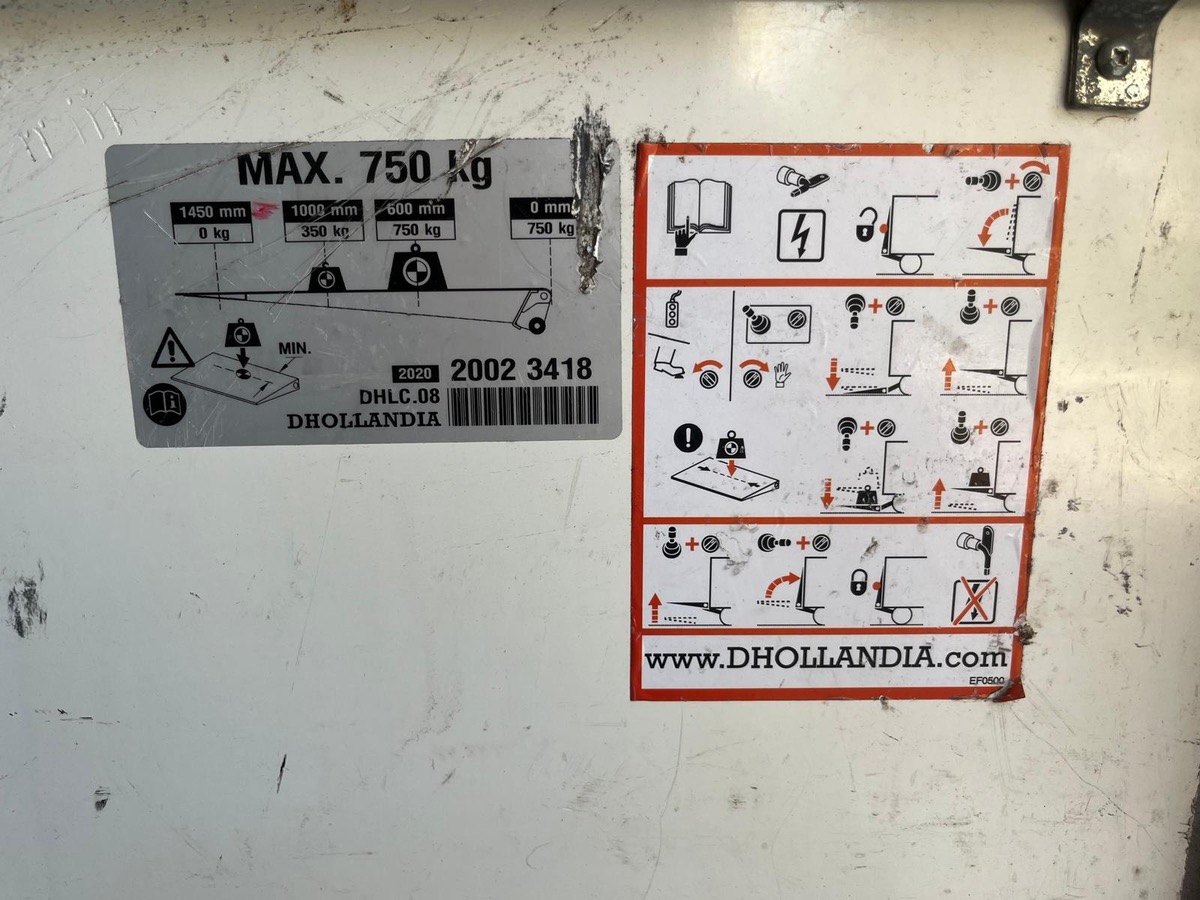 MAX. 750 kg
1450 mm 1000 mm 600 mm 0 mm
0 kg 350 kg 750 kg 750 kg
MIN.
2020 2002 3418
DHLC.08
DHOLLANDIA
www.DHOLLANDIA.com
EF0500